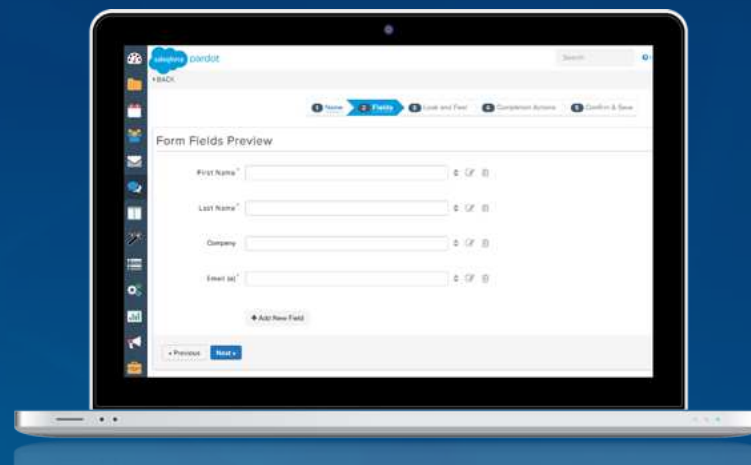 salesforce pardot
Search
BACK
1 Name 2 Fields 3 Look and Feel 4 Completion Actions 5 Confirm & Save
Form Fields Preview
First Name *
Last Name *
Company
Email (a) *
+ Add New Field
« Previous Next »